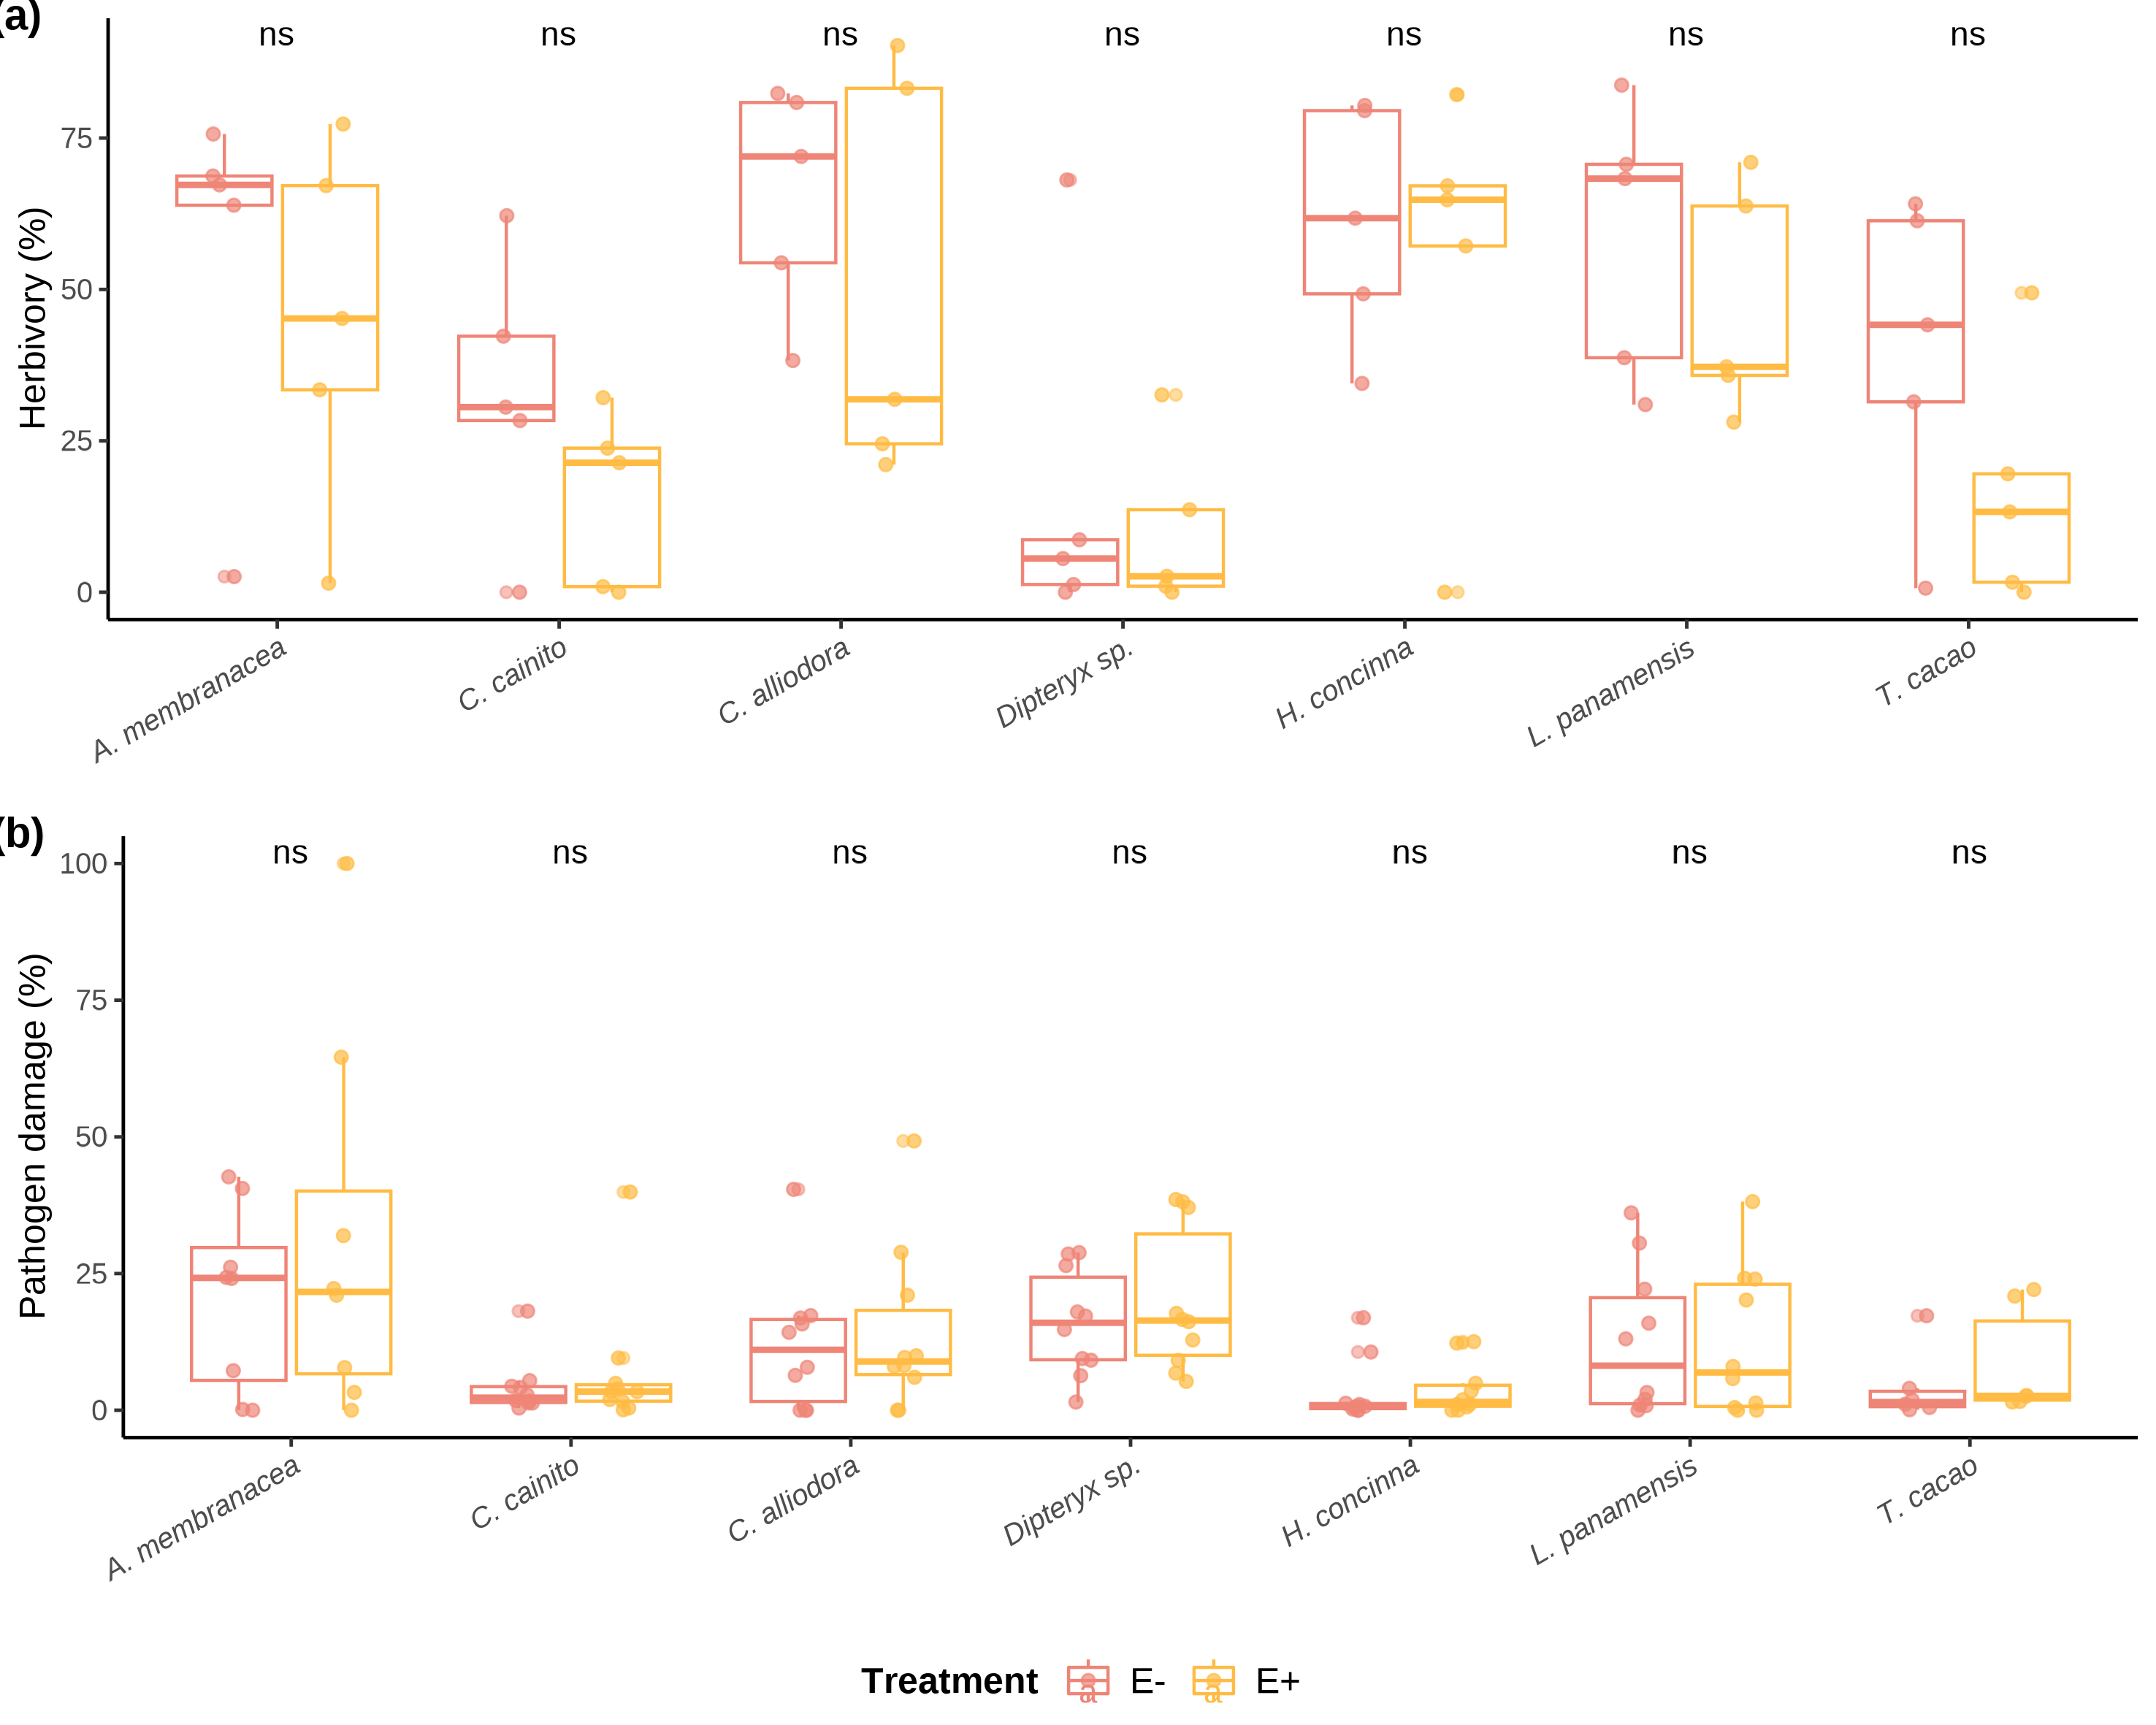 (a)
ns ns ns ns ns ns ns
Herbivory (%)
75
50
25
0
A. membranacea C. cainito C. alliodora Dipteryx sp. H. concinna L. panamensis T. cacao
(b)
ns ns ns ns ns ns ns
Pathogen damage (%)
100
75
50
25
0
A. membranacea C. cainito C. alliodora Dipteryx sp. H. concinna L. panamensis T. cacao
Treatment E- E+